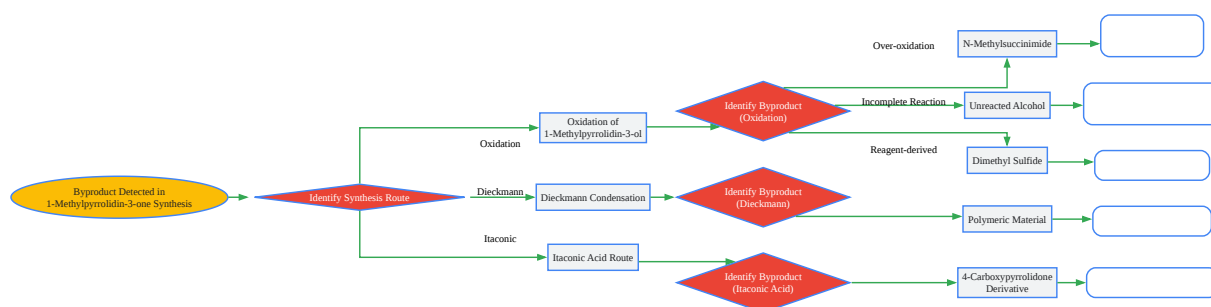 Over-oxidation
N-Methylsuccinimide
Identify Byproduct
(Oxidation)
Incomplete Reaction
Unreacted Alcohol
Oxidation of
1-Methylpyrrolidin-3-ol
Oxidation
Reagent-derived
Dimethyl Sulfide
Byproduct Detected in
1-Methylpyrrolidin-3-one Synthesis
Identify Synthesis Route
Dieckmann
Dieckmann Condensation
Identify Byproduct
(Dieckmann)
Polymeric Material
Itaconic
Itaconic Acid Route
Identify Byproduct
(Itaconic Acid)
4-Carboxypyrrolidone
Derivative